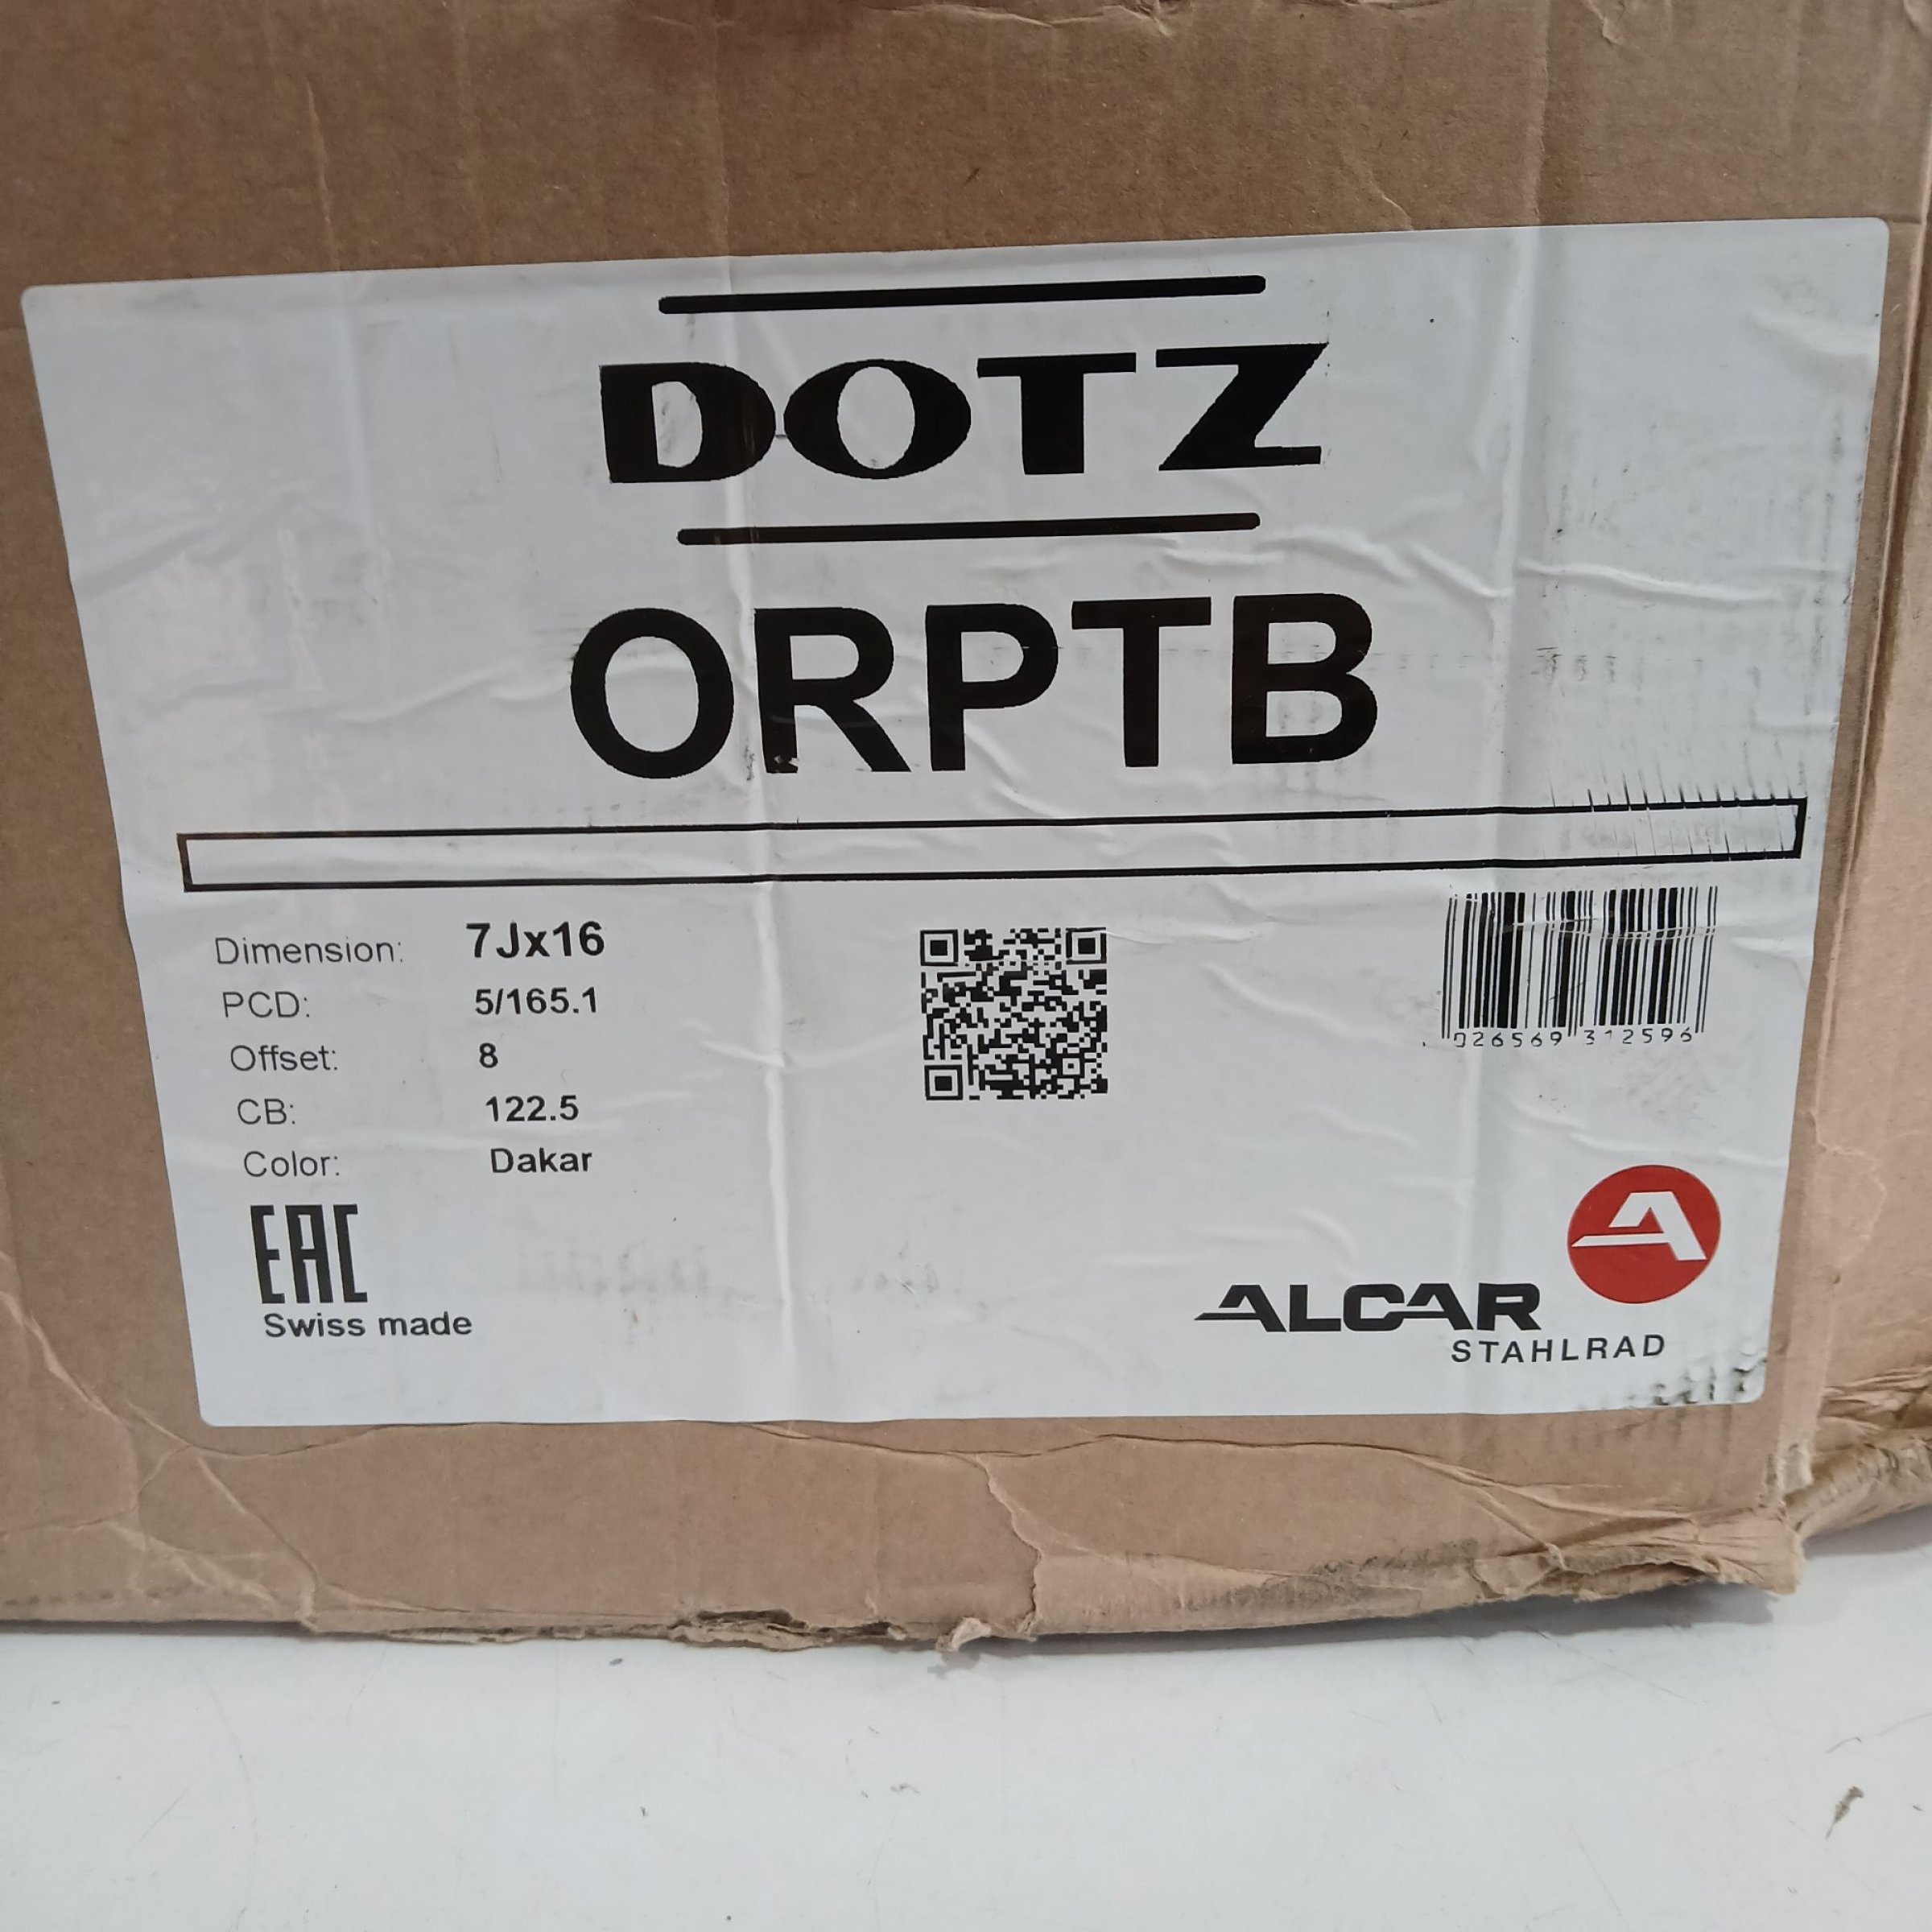 DOTZ
ORPTB
Dimension: 7Jx16
PCD: 5/165.1
Offset: 8
CB: 122.5
Color: Dakar
026569 312596
EAC
Swiss made
ALCAR
STAHLRAD